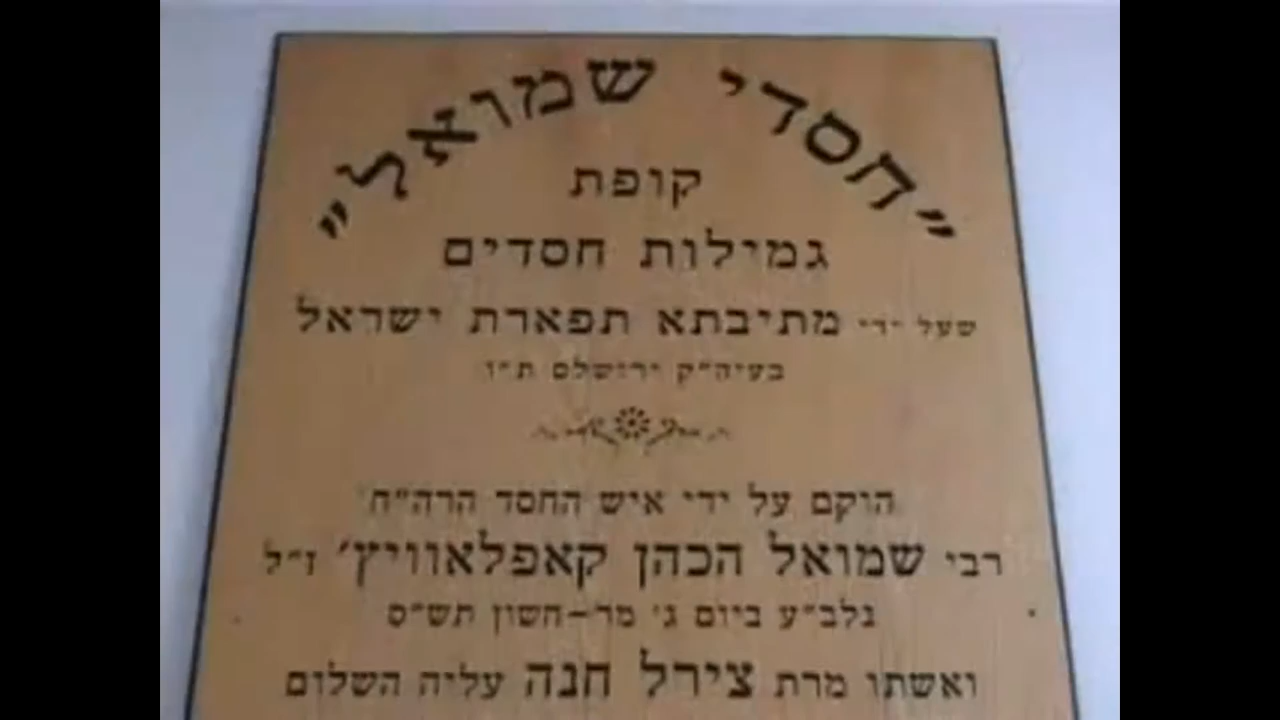 "חסדי שמואל"
קופת
גמילות חסדים
שעל ידי מתיבתא תפארת ישראל
בעיה"ק ירושלם ת"ו
הוקם על ידי איש החסד הרה"ח
רבי שמואל הכהן קאפלאוויץ' ז"ל
נלב"ע ביום ג' מר-חשון תש"ס
ואשתו מרת צירל חנה עליה השלום